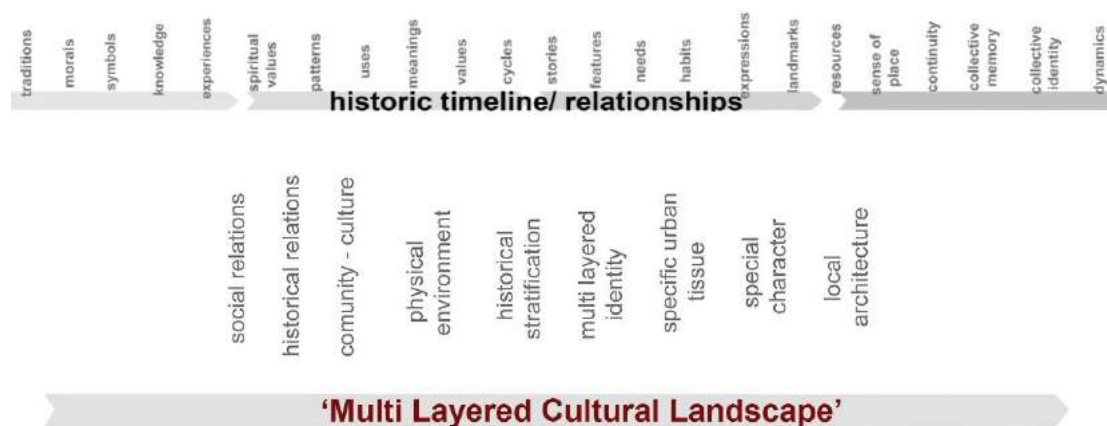 traditions
morals
symbols
knowledge
experiences
spiritual
values
patterns
uses
meanings
values
cycles
stories
features
needs
habits
expressions
landmarks
resources
sense of
place
continuity
collective
memory
collective
identity
dynamics
historic timeline/ relationships
social relations
historical relations
comunity - culture
physical
environment
historical
stratification
multi layered
identity
specific urban
tissue
special
character
local
architecture
‘Multi Layered Cultural Landscape’